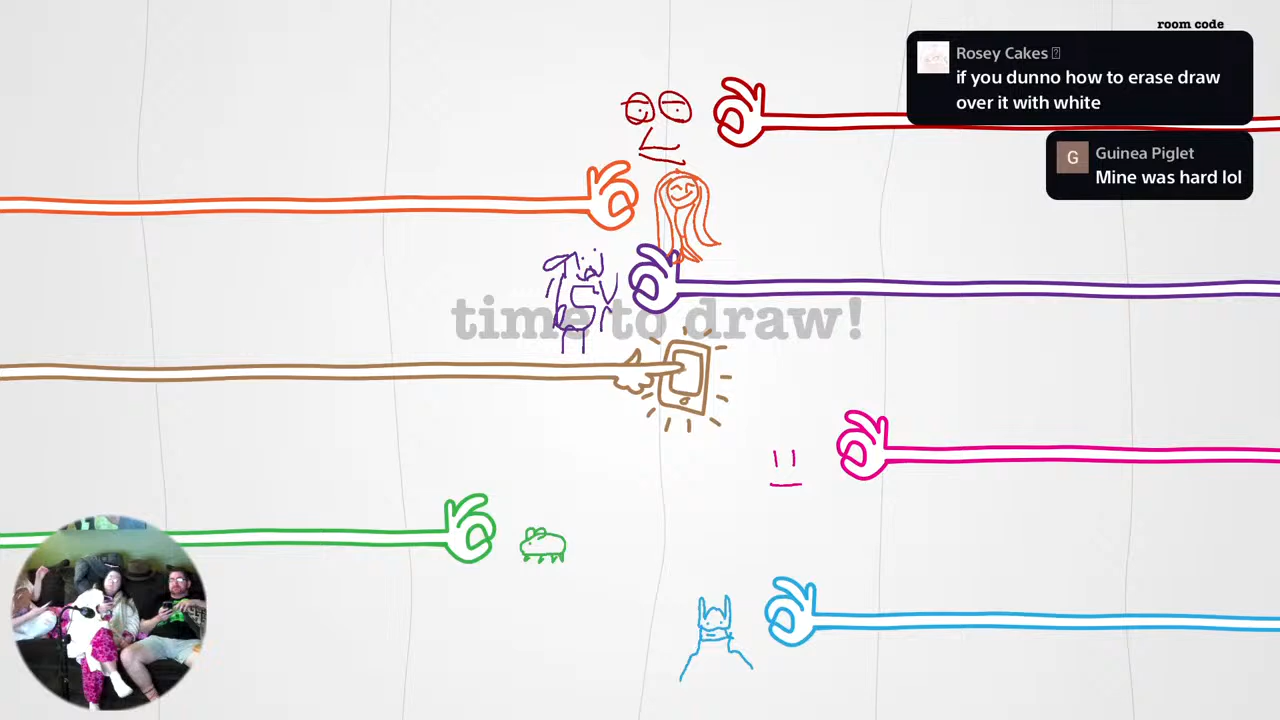 room code
Rosey Cakes
if you dunno how to erase draw
over it with white
G
Guinea Piglet
Mine was hard lol
time to draw!